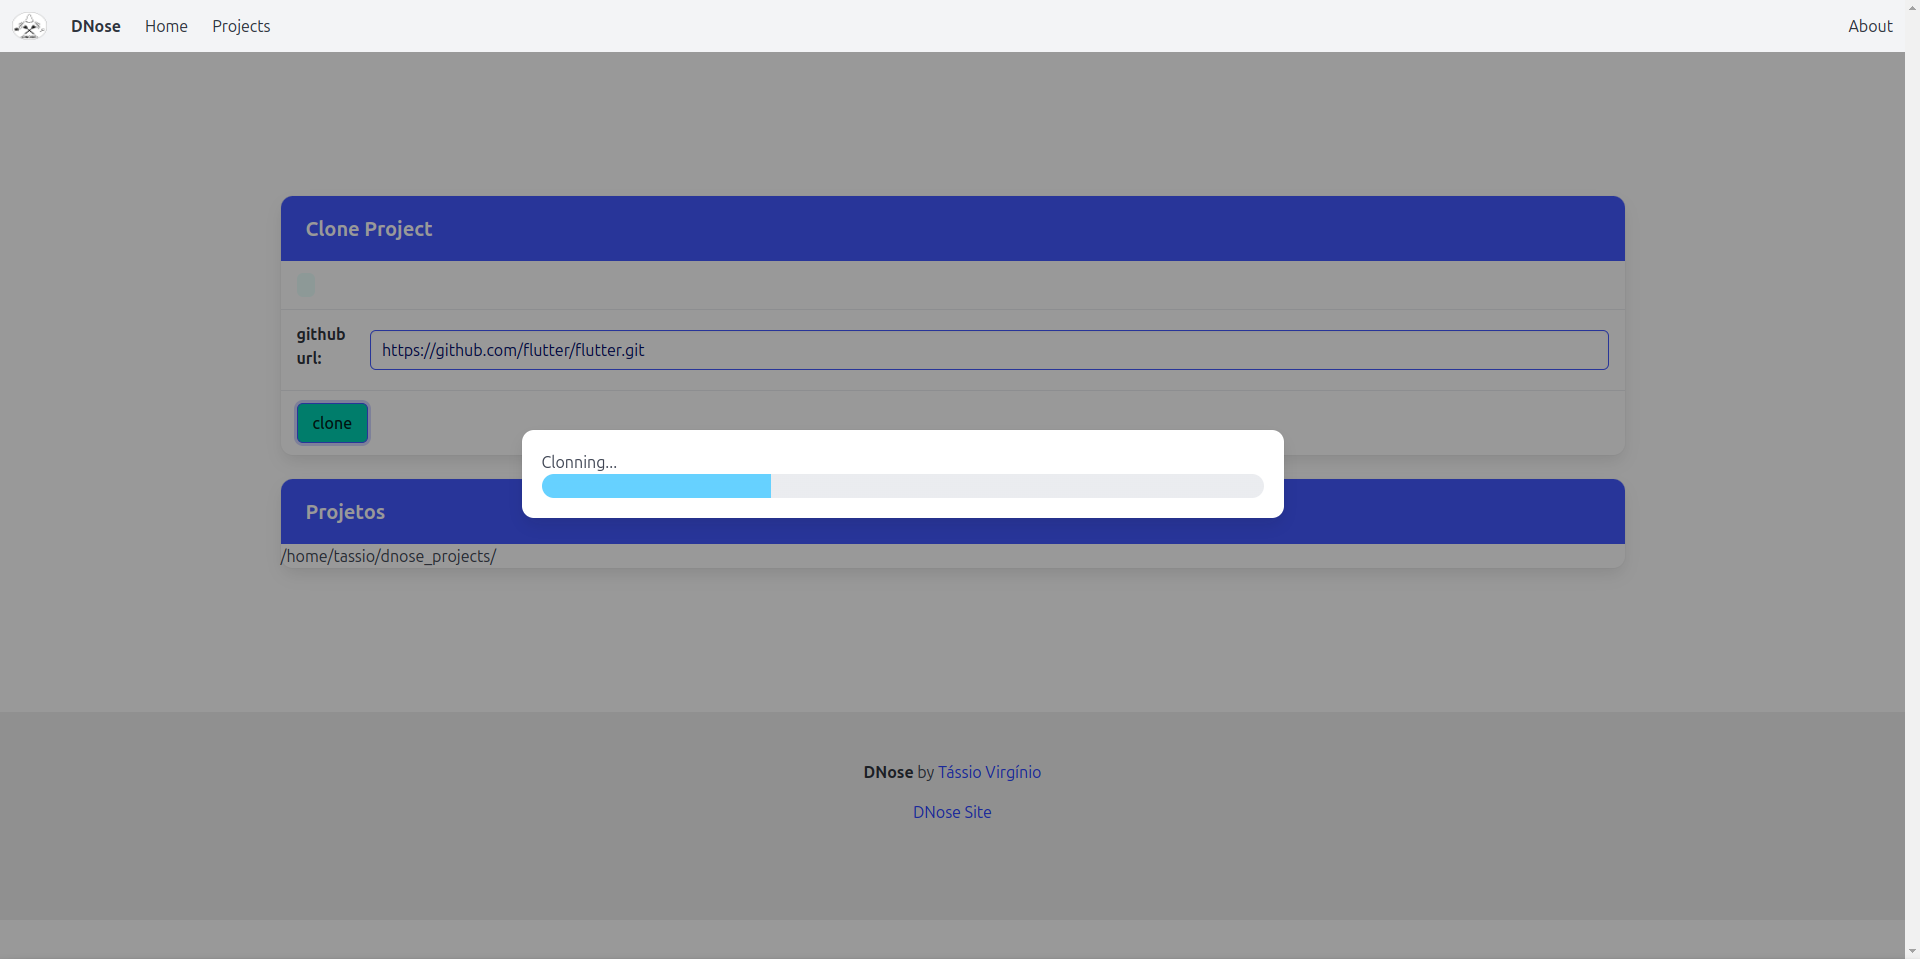 DNose Home Projects About
Clone Project
github
url:
https://github.com/flutter/flutter.git
clone
Clonning...
Projetos
/home/tassio/dnose_projects/
DNose by Tássio Virgínio
DNose Site